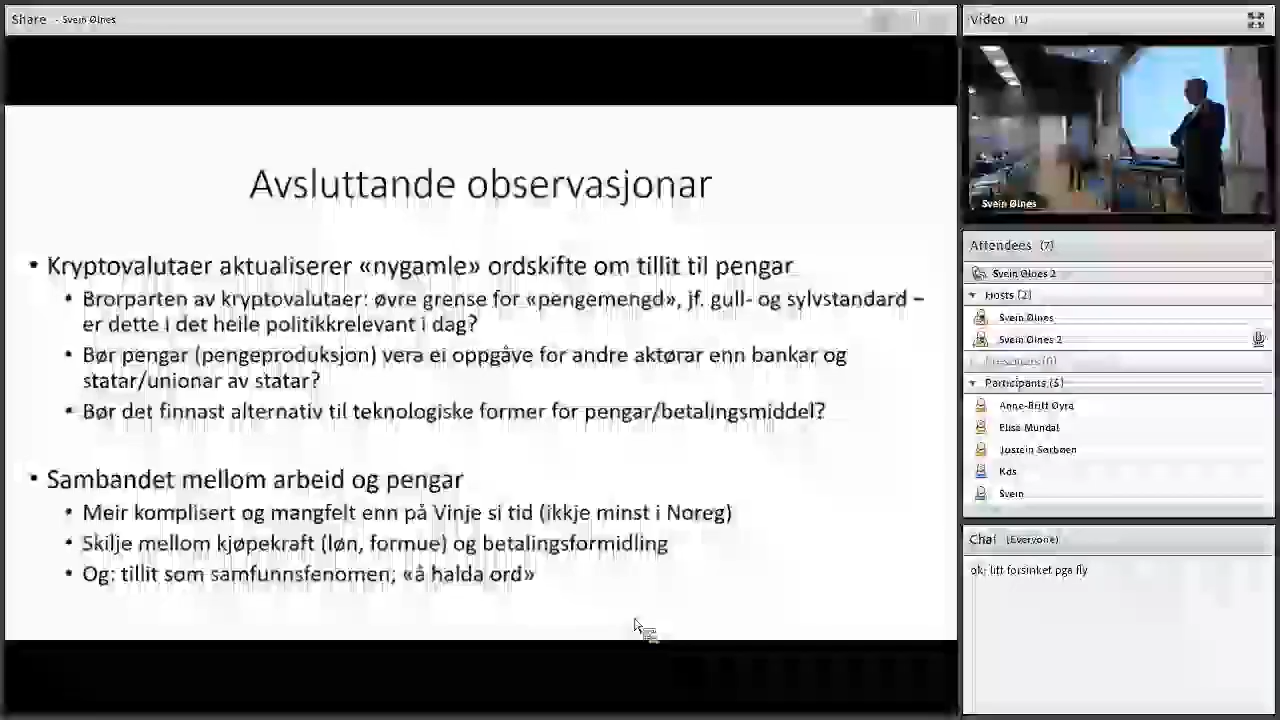 Share - Svein Ølnes
Avsluttande observasjonar
• Kryptovalutaer aktualiserer «nygamle» ordskifte om tillit til pengar
• Brorparten av kryptovalutaer: øvre grense for «pengemengd», jf. gull- og sylvstandard –
er dette i det heile politikkrelevant i dag?
• Bør pengar (pengeproduksjon) vera ei oppgåve for andre aktørar enn bankar og
statar/unionar av statar?
• Bør det finnast alternativ til teknologiske former for pengar/betalingsmiddel?
• Sambandet mellom arbeid og pengar
• Meir komplisert og mangfelt enn på Vinje si tid (ikkje minst i Noreg)
• Skilje mellom kjøpekraft (løn, formue) og betalingsformidling
• Og: tillit som samfunnsfenomen; «å halda ord»
Video (1)
Svein Ølnes
Attendees (7)
Svein Ølnes 2
Hosts (2)
Svein Ølnes
Svein Ølnes 2
Presenters (0)
Participants (5)
Anne-Britt Øyra
Elise Mundal
Jostein Sørbøen
Kås
Svein
Chat (Everyone)
ok, litt forsinket pga fly